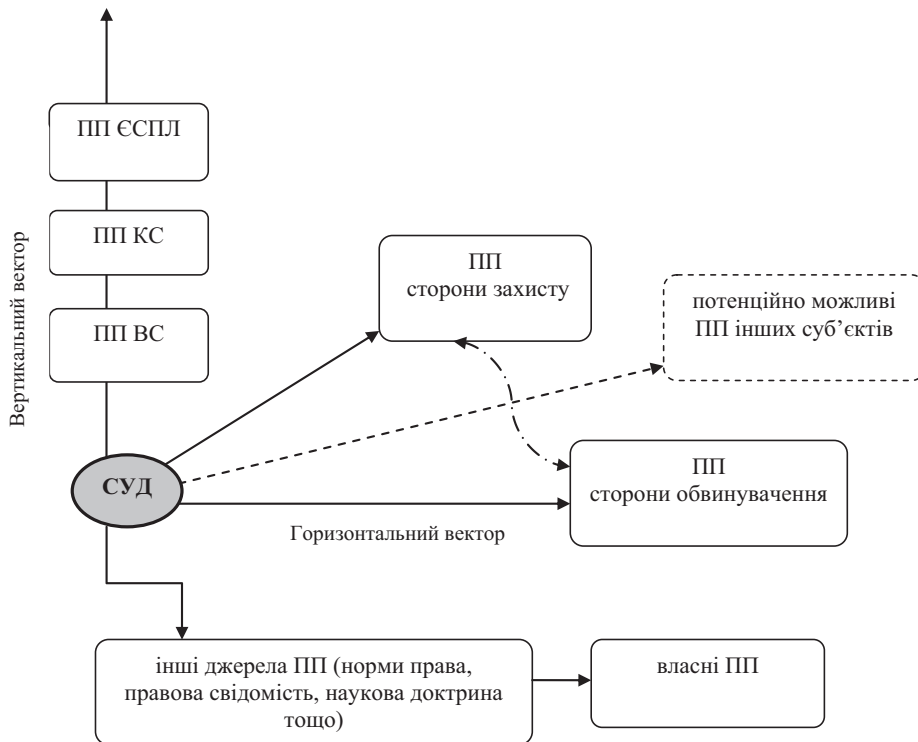 ПП ЄСПЛ
ПП КС
ПП ВС
Вертикальний вектор
ПП
сторони захисту
потенційно можливі
ПП інших суб’єктів
СУД
ПП
сторони обвинувачення
Горизонтальний вектор
інші джерела ПП (норми права,
правова свідомість, наукова доктрина
тощо)
власні ПП